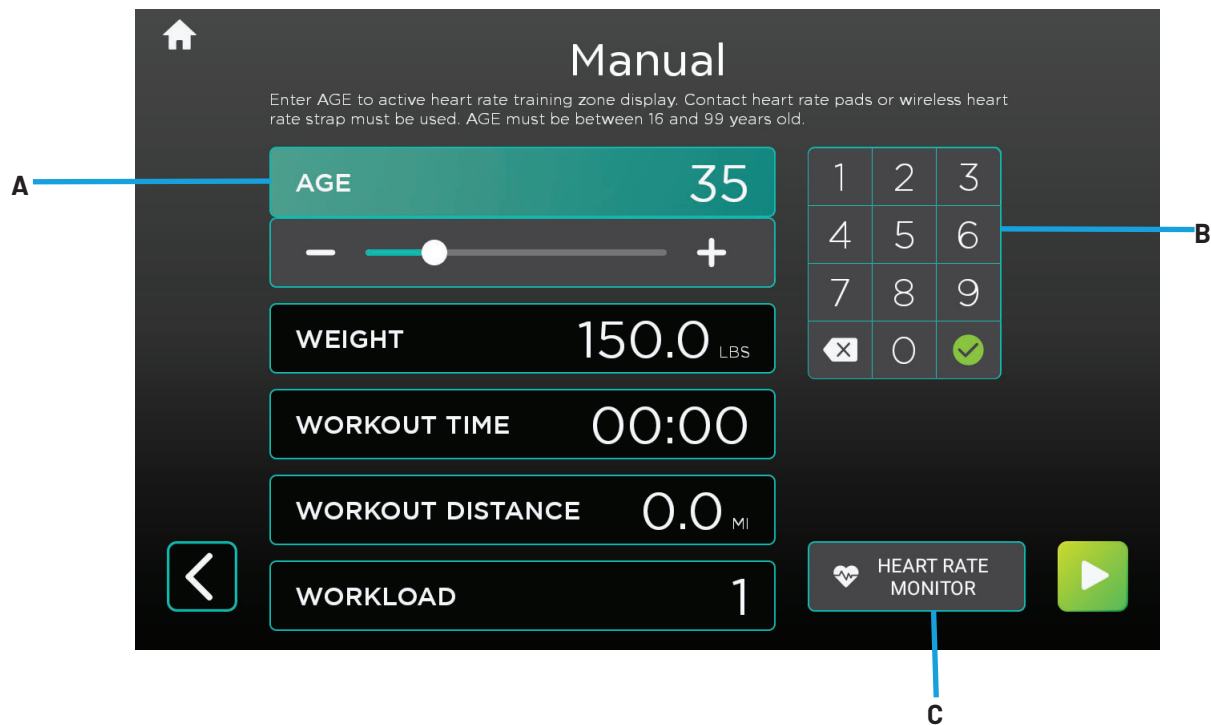 Manual
Enter AGE to active heart rate training zone display. Contact heart rate pads or wireless heart
rate strap must be used. AGE must be between 16 and 99 years old.
A
AGE 35
1 2 3
4 5 6
B
7 8 9
0
WEIGHT 150.0 LBS
WORKOUT TIME 00:00
WORKOUT DISTANCE 0.0 MI
WORKLOAD 1
HEART RATE
MONITOR
C